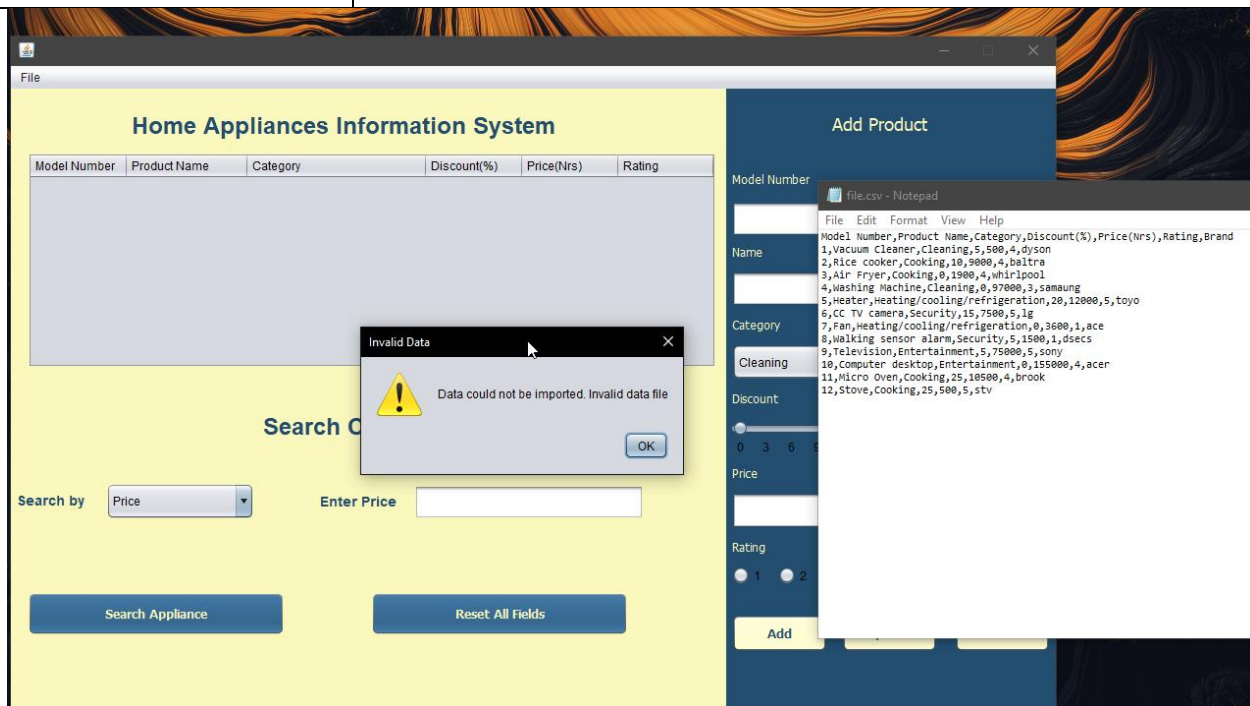 File
Home Appliances Information System
Model Number Product Name Category Discount(%) Price(Nrs) Rating
Search by
Price
Enter Price
Search Appliance
Reset All Fields
Invalid Data
Data could not be imported. Invalid data file
OK
Add Product
Model Number
Name
Category
Cleaning
Discount
0 3 6
Price
Rating
1 2
Add
file.csv - Notepad
File Edit Format View Help
Model Number,Product Name,Category,Discount(%),Price(Nrs),Rating,Brand
1,Vacuum Cleaner,Cleaning,5,500,4,dyson
2,Rice cooker,Cooking,10,9000,4,baltra
3,Air Fryer,Cooking,0,1900,4,whirlpool
4,Washing Machine,Cleaning,0,97000,3,samaung
5,Heater,Heating/cooling/refrigeration,20,12000,5,toyo
6,CC TV camera,Security,15,7500,5,lg
7,Fan,Heating/cooling/refrigeration,0,3600,1,ace
8,Walking sensor alarm,Security,5,1500,1,dsecs
9,Television,Entertainment,5,75000,5,sony
10,Computer desktop,Entertainment,0,155000,4,acer
11,Micro Oven,Cooking,25,10500,4,brook
12,Stove,Cooking,25,500,5,stv
Search